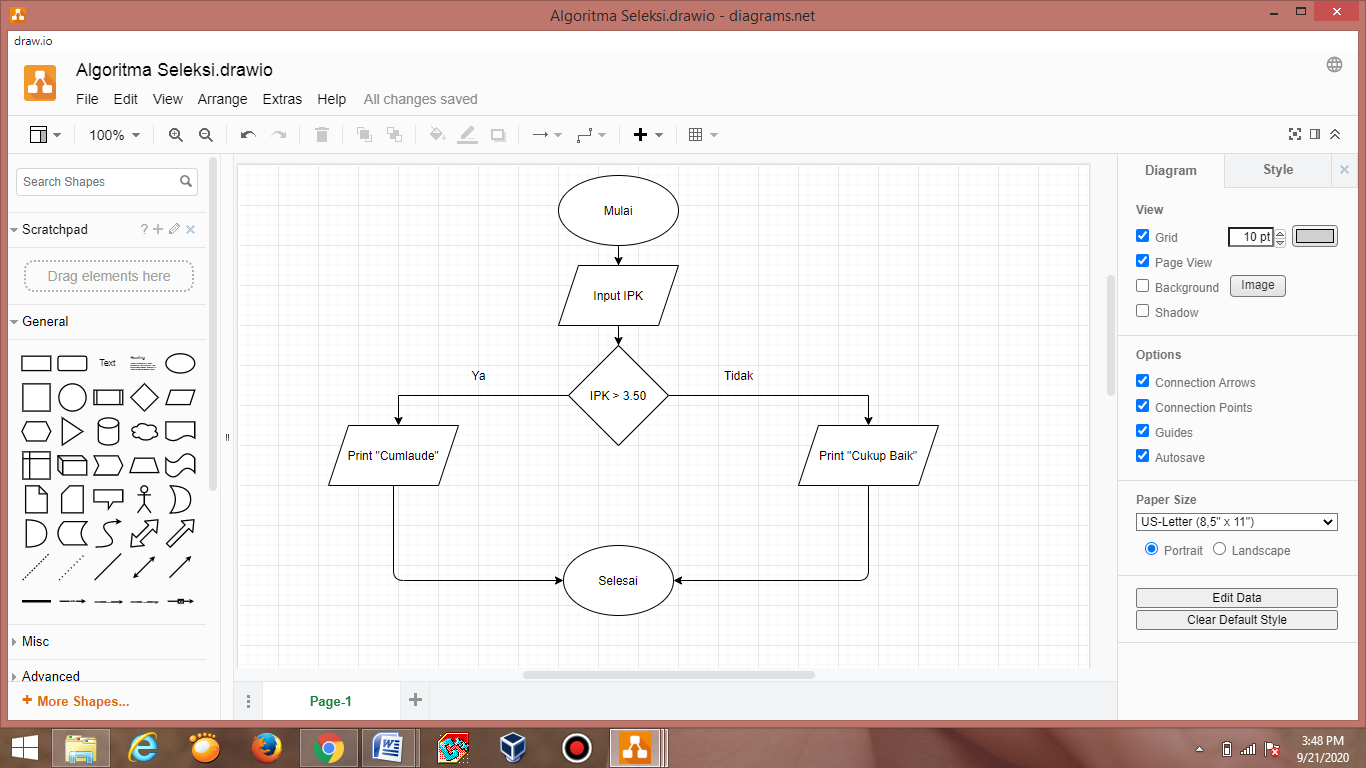 Algoritma Seleksi.drawio - diagrams.net
draw.io
Algoritma Seleksi.drawio
File Edit View Arrange Extras Help All changes saved
100%
Search Shapes
Scratchpad
?
Drag elements here
General
Text
Heading
Misc
Advanced
+ More Shapes...
Mulai
Input IPK
IPK > 3.50
Ya
Tidak
Print "Cumlaude"
Print "Cukup Baik"
Selesai
Page-1
Diagram Style
View
Grid 10 pt
Page View
Background Image
Shadow
Options
Connection Arrows
Connection Points
Guides
Autosave
Paper Size
US-Letter (8,5" x 11")
Portrait Landscape
Edit Data
Clear Default Style
3:48 PM
9/21/2020